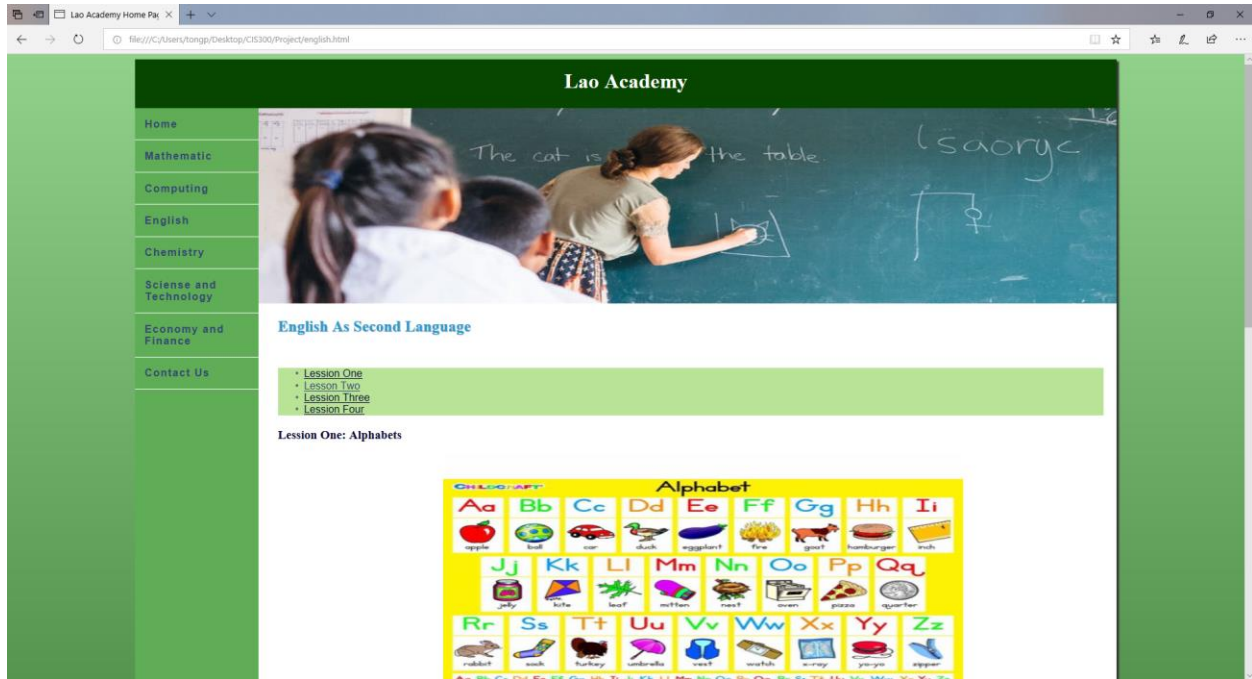 Lao Academy Home Pag
file:///C:/Users/tongp/Desktop/CIS300/Project/english.html
Lao Academy
Home
Mathematic
Computing
English
Chemistry
Sciense and
Technology
Economy and
Finance
Contact Us
The cat is the table.
English As Second Language
• Lession One
• Lesson Two
• Lession Three
• Lession Four
Lession One: Alphabets
CHILDCRAFT Alphabet
Aa Bb Cc Dd Ee Ff Gg Hh Ii
apple ball car duck eggplant fire goat hamburger inch
Jj Kk Ll Mm Nn Oo Pp Qq
jelly kite leaf mitten nest oven pizza quarter
Rr Ss Tt Uu Vv Ww Xx Yy Zz
rabbit sock turkey umbrella vest watch x-ray yo-yo zipper